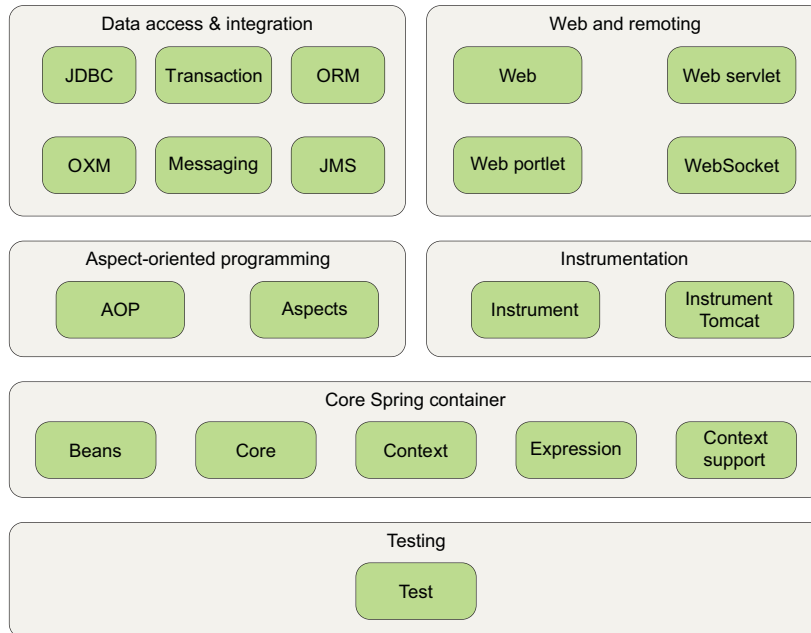 Data access & integration
JDBC
Transaction
ORM
OXM
Messaging
JMS
Web and remoting
Web
Web servlet
Web portlet
WebSocket
Aspect-oriented programming
AOP
Aspects
Instrumentation
Instrument
Instrument
Tomcat
Core Spring container
Beans
Core
Context
Expression
Context
support
Testing
Test